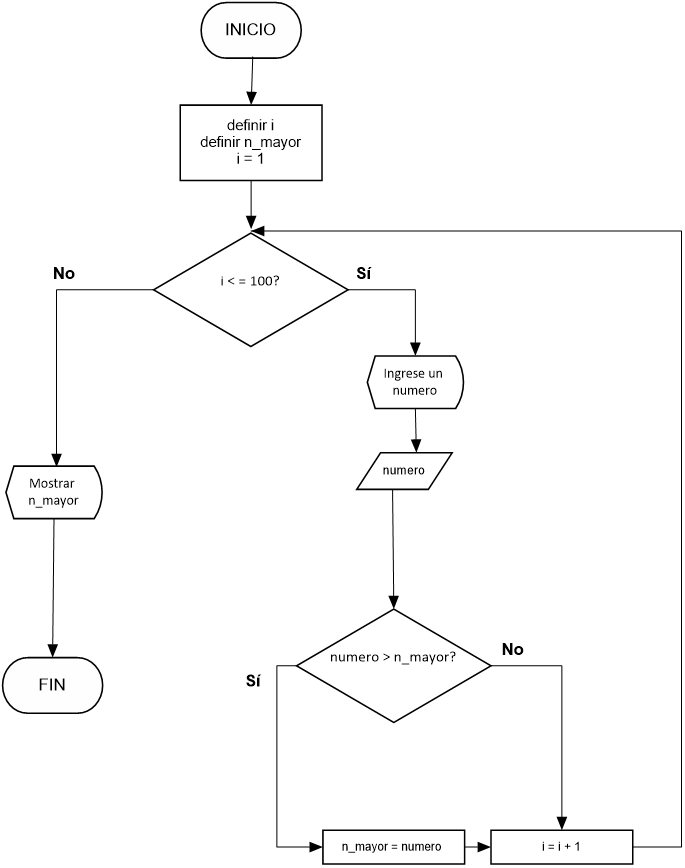 INICIO
definir i
definir n_mayor
i = 1
i < = 100?
No
Sí
Ingrese un
numero
numero
Mostrar
n_mayor
FIN
numero > n_mayor?
Sí
No
n_mayor = numero
i = i + 1